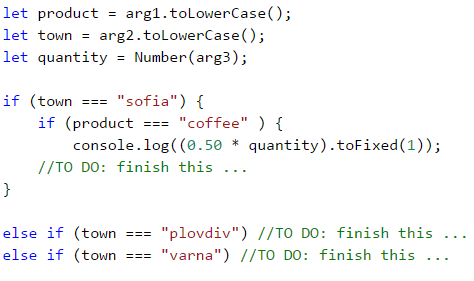 let product = arg1.toLowerCase();
let town = arg2.toLowerCase();
let quantity = Number(arg3);

if (town === "sofia") {
    if (product === "coffee" ) {
        console.log((0.50 * quantity).toFixed(1));
    //TO DO: finish this ...
}

else if (town === "plovdiv") //TO DO: finish this ...
else if (town === "varna") //TO DO: finish this ...